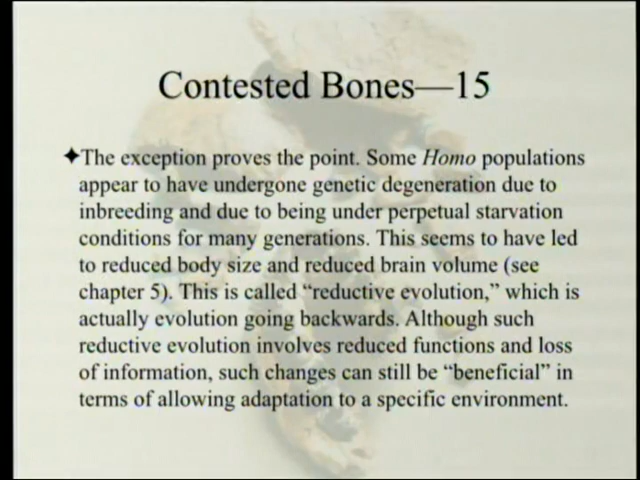 Contested Bones—15
✦The exception proves the point. Some Homo populations
appear to have undergone genetic degeneration due to
inbreeding and due to being under perpetual starvation
conditions for many generations. This seems to have led
to reduced body size and reduced brain volume (see
chapter 5). This is called “reductive evolution,” which is
actually evolution going backwards. Although such
reductive evolution involves reduced functions and loss
of information, such changes can still be “beneficial” in
terms of allowing adaptation to a specific environment.